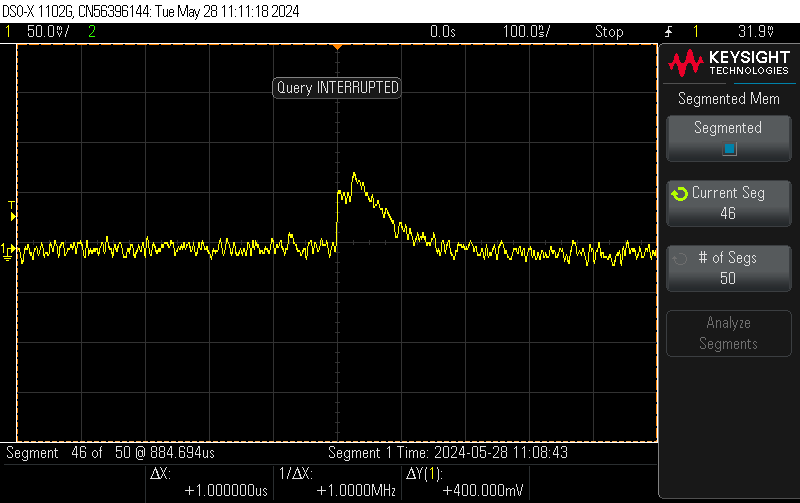 DSO-X 1102G, CN56396144: Tue May 28 11:11:18 2024
1 50.0V/ 2 0.0s 100.0s/ Stop 1 31.9V
Query INTERRUPTED
T
1
KEYSIGHT
TECHNOLOGIES
Segmented Mem
Segmented
Current Seg
46
# of Segs
50
Analyze
Segments
Segment 46 of 50 @ 884.694us
Segment 1 Time: 2024-05-28 11:08:43
ΔX:
+1.000000us
1/ΔX:
+1.0000MHz
ΔY(1):
+400.000mV